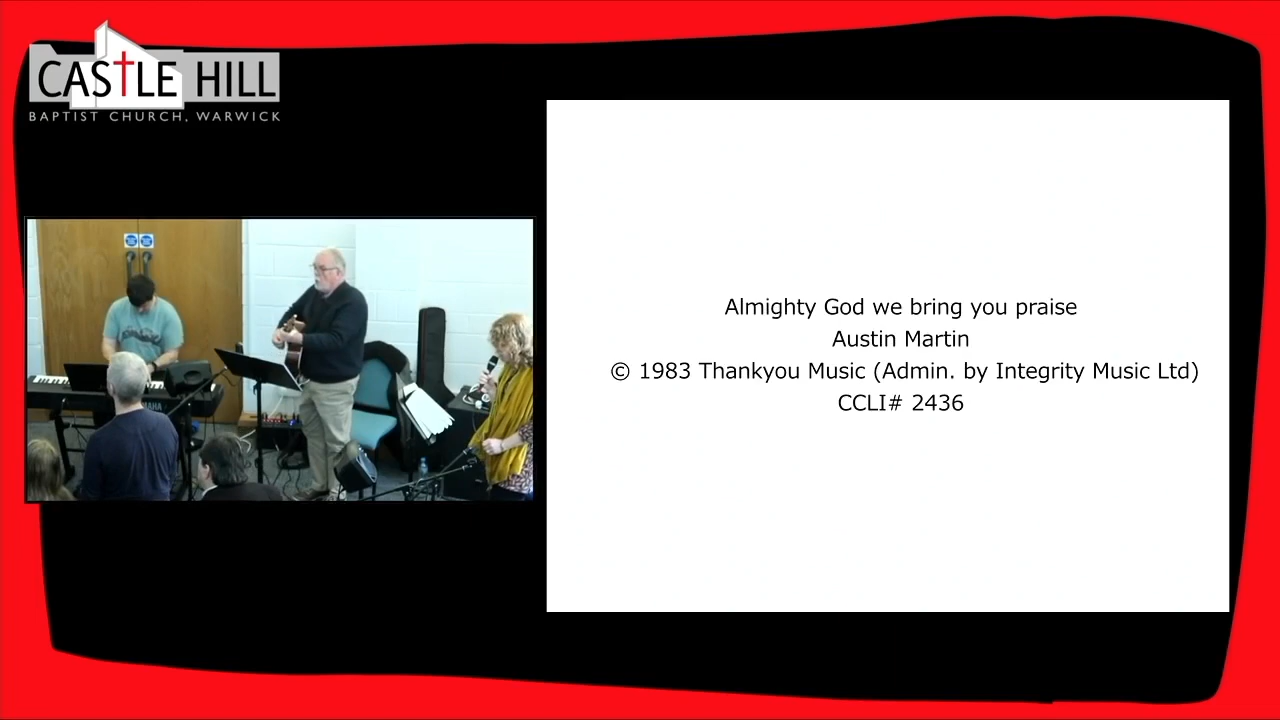 CASTLE HILL
BAPTIST CHURCH, WARWICK
Almighty God we bring you praise
Austin Martin
© 1983 Thankyou Music (Admin. by Integrity Music Ltd)
CCLI# 2436
YAMAHA